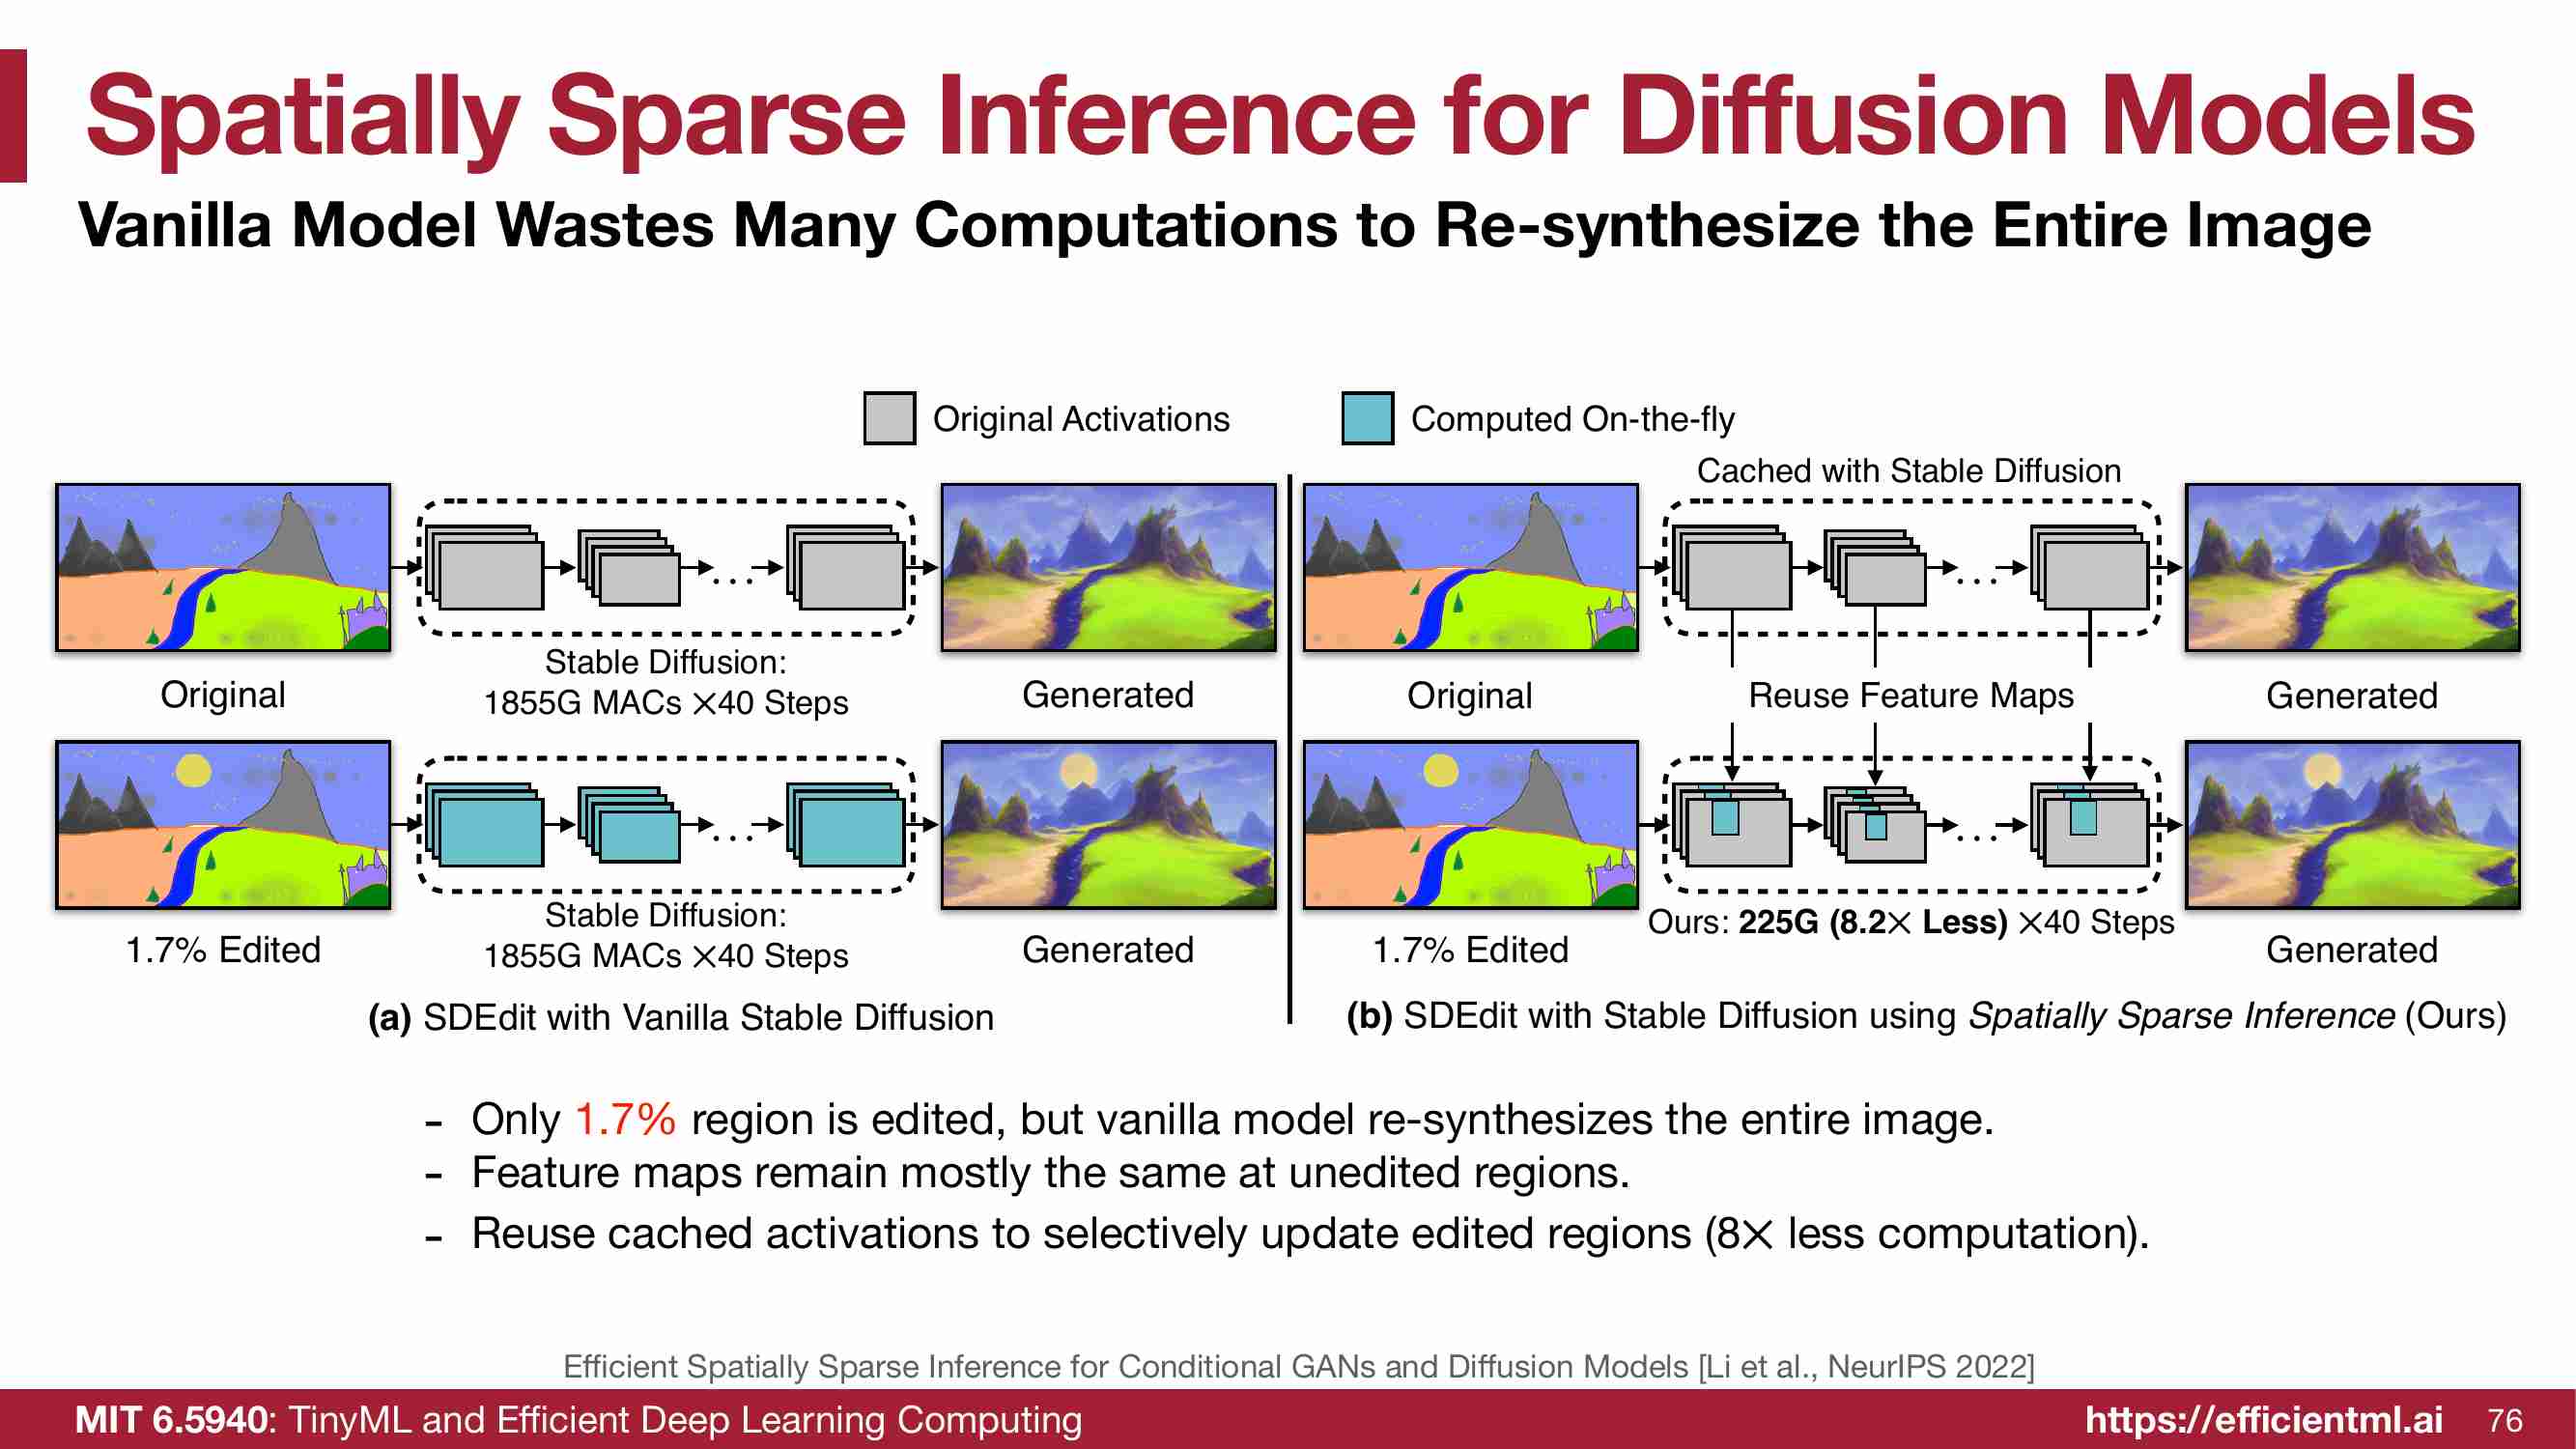 Spatially Sparse Inference for Diffusion Models
Vanilla Model Wastes Many Computations to Re-synthesize the Entire Image
Original Activations
Computed On-the-fly
Cached with Stable Diffusion
Stable Diffusion:
1855G MACs ×40 Steps
Original
Generated
Original
Reuse Feature Maps
Generated
Stable Diffusion:
1855G MACs ×40 Steps
1.7% Edited
Generated
Ours: 225G (8.2× Less) ×40 Steps
1.7% Edited
Generated
(a) SDEdit with Vanilla Stable Diffusion
(b) SDEdit with Stable Diffusion using Spatially Sparse Inference (Ours)
- Only 1.7% region is edited, but vanilla model re-synthesizes the entire image.
- Feature maps remain mostly the same at unedited regions.
- Reuse cached activations to selectively update edited regions (8× less computation).
Efficient Spatially Sparse Inference for Conditional GANs and Diffusion Models [Li et al., NeurIPS 2022]
MIT 6.5940: TinyML and Efficient Deep Learning Computing
https://efficientml.ai
76